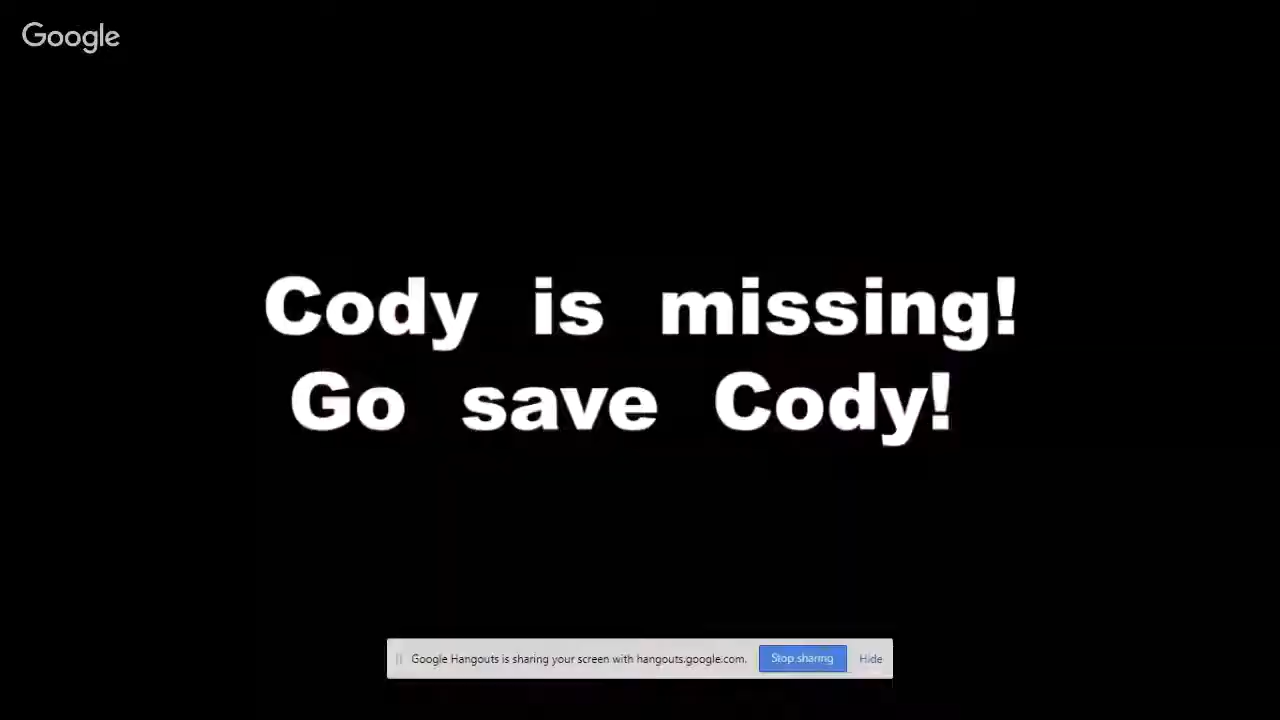 Google
Cody is missing!
Go save Cody!
Google Hangouts is sharing your screen with hangouts.google.com. Stop sharing Hide